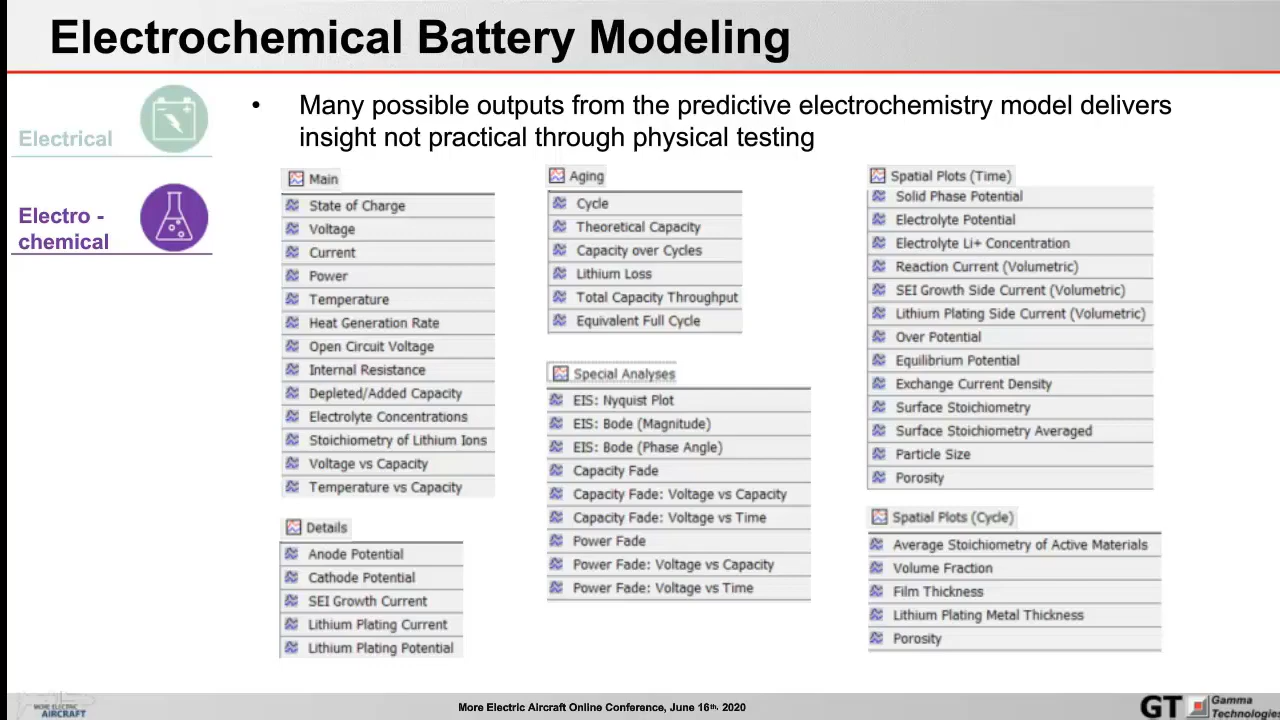 Electrochemical Battery Modeling
Electrical
Electro -
chemical
• Many possible outputs from the predictive electrochemistry model delivers
insight not practical through physical testing
Main
State of Charge
Voltage
Current
Power
Temperature
Heat Generation Rate
Open Circuit Voltage
Internal Resistance
Depleted/Added Capacity
Electrolyte Concentrations
Stoichiometry of Lithium Ions
Voltage vs Capacity
Temperature vs Capacity
Details
Anode Potential
Cathode Potential
SEI Growth Current
Lithium Plating Current
Lithium Plating Potential
Aging
Cycle
Theoretical Capacity
Capacity over Cycles
Lithium Loss
Total Capacity Throughput
Equivalent Full Cycle
Special Analyses
EIS: Nyquist Plot
EIS: Bode (Magnitude)
EIS: Bode (Phase Angle)
Capacity Fade
Capacity Fade: Voltage vs Capacity
Capacity Fade: Voltage vs Time
Power Fade
Power Fade: Voltage vs Capacity
Power Fade: Voltage vs Time
Spatial Plots (Time)
Solid Phase Potential
Electrolyte Potential
Electrolyte Li+ Concentration
Reaction Current (Volumetric)
SEI Growth Side Current (Volumetric)
Lithium Plating Side Current (Volumetric)
Over Potential
Equilibrium Potential
Exchange Current Density
Surface Stoichiometry
Surface Stoichiometry Averaged
Particle Size
Porosity
Spatial Plots (Cycle)
Average Stoichiometry of Active Materials
Volume Fraction
Film Thickness
Lithium Plating Metal Thickness
Porosity
MORE ELECTRIC
AIRCRAFT
More Electric Aircraft Online Conference, June 16th, 2020
GT
Gamma
Technologies